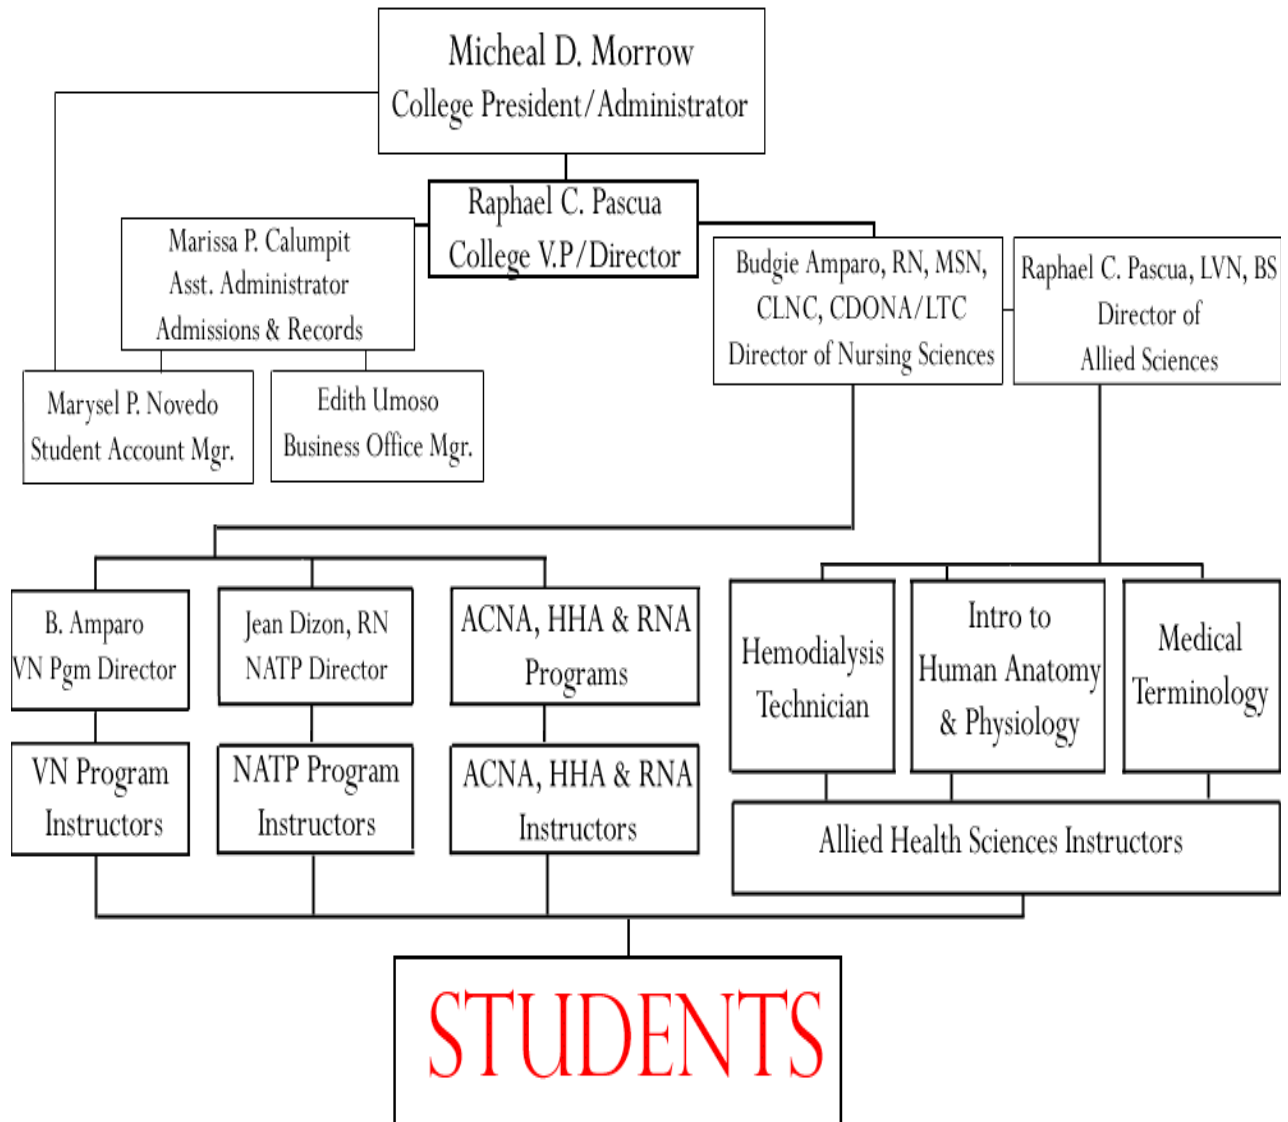 Micheal D. Morrow
College President/Administrator
Raphael C. Pascua
College V.P/Director
Marissa P. Calumpit
Asst. Administrator
Admissions & Records
Budgie Amparo, RN, MSN,
CLNC, CDONA/LTC
Director of Nursing Sciences
Raphael C. Pascua, LVN, BS
Director of
Allied Sciences
Marysel P. Novedo
Student Account Mgr.
Edith Umoso
Business Office Mgr.
B. Amparo
VN Pgm Director
Jean Dizon, RN
NATP Director
ACNA, HHA & RNA
Programs
Hemodialysis
Technician
Intro to
Human Anatomy
& Physiology
Medical
Terminology
VN Program
Instructors
NATP Program
Instructors
ACNA, HHA & RNA
Instructors
Allied Health Sciences Instructors
STUDENTS